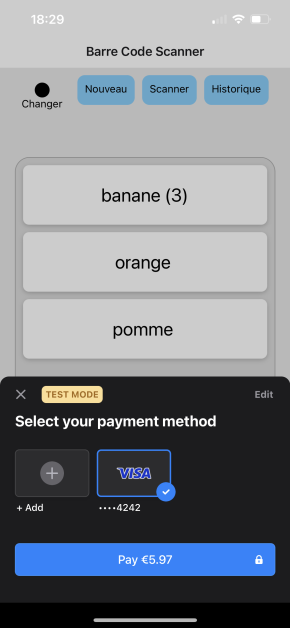 18:29
Barre Code Scanner
Changer
Nouveau
Scanner
Historique
banane (3)
orange
pomme
TEST MODE
Edit
Select your payment method
VISA
+ Add
····4242
Pay €5.97